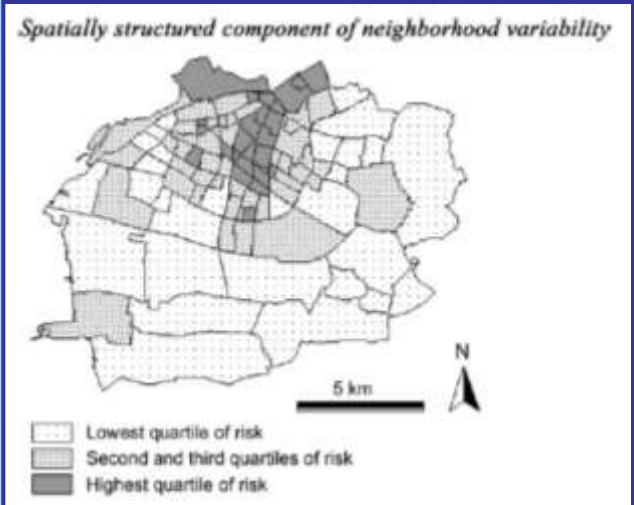 Spatially structured component of neighborhood variability
N
5 km
Lowest quartile of risk
Second and third quartiles of risk
Highest quartile of risk